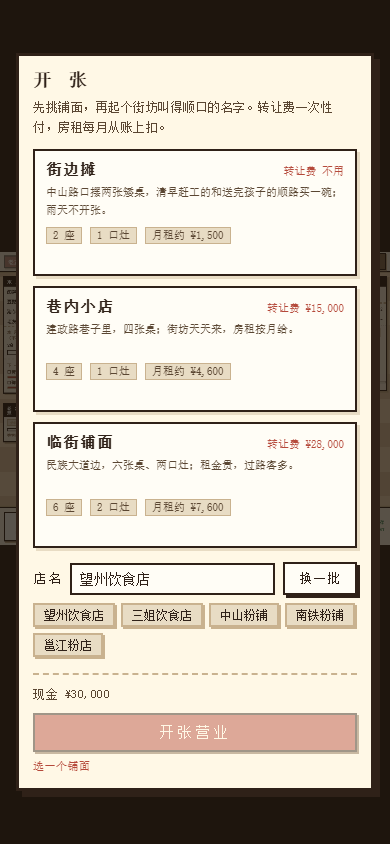 开 张
先挑铺面，再起个街坊叫得顺口的名字。转让费一次性
付，房租每月从账上扣。
街边摊 转让费 不用
中山路口摆两张矮桌，清早赶工的和送完孩子的顺路买一碗；
雨天不开张。
2 座 1 口灶 月租约 ¥1,500
巷内小店 转让费 ¥15,000
建政路巷子里，四张桌；街坊天天来，房租按月给。
4 座 1 口灶 月租约 ¥4,600
临街铺面 转让费 ¥28,000
民族大道边，六张桌、两口灶；租金贵，过路客多。
6 座 2 口灶 月租约 ¥7,600
店名 望州饮食店 换一批
望州饮食店 三姐饮食店 中山粉铺 南铁粉铺
邕江粉店
现金 ¥30,000
开张营业
选一个铺面